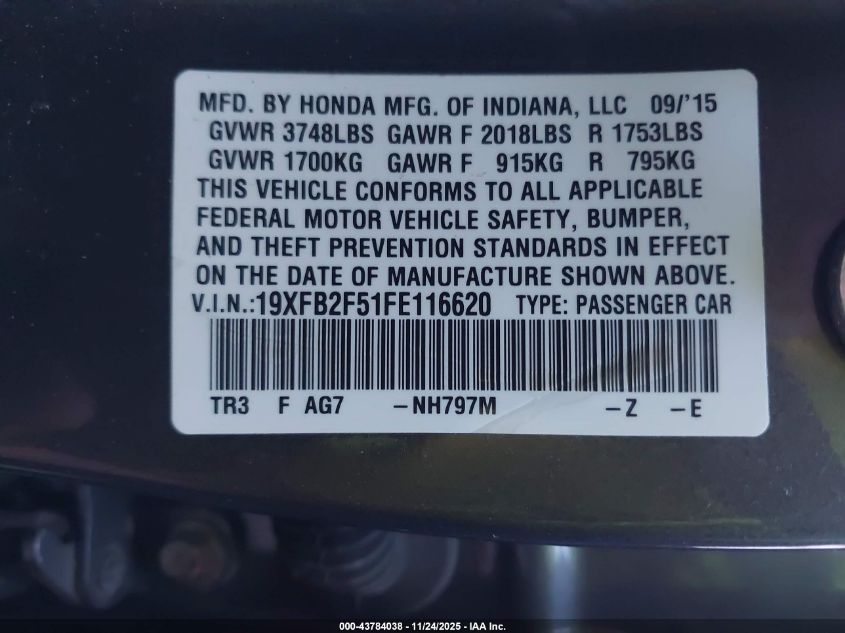 MFD. BY HONDA MFG. OF INDIANA, LLC 09/'15
GVWR 3748LBS GAWR F 2018LBS R 1753LBS
GVWR 1700KG GAWR F 915KG R 795KG
THIS VEHICLE CONFORMS TO ALL APPLICABLE
FEDERAL MOTOR VEHICLE SAFETY, BUMPER,
AND THEFT PREVENTION STANDARDS IN EFFECT
ON THE DATE OF MANUFACTURE SHOWN ABOVE.
V.I.N.:19XFB2F51FE116620 TYPE: PASSENGER CAR
TR3 F AG7 -NH797M -Z -E
000-43784038 - 11/24/2025 - IAA Inc.